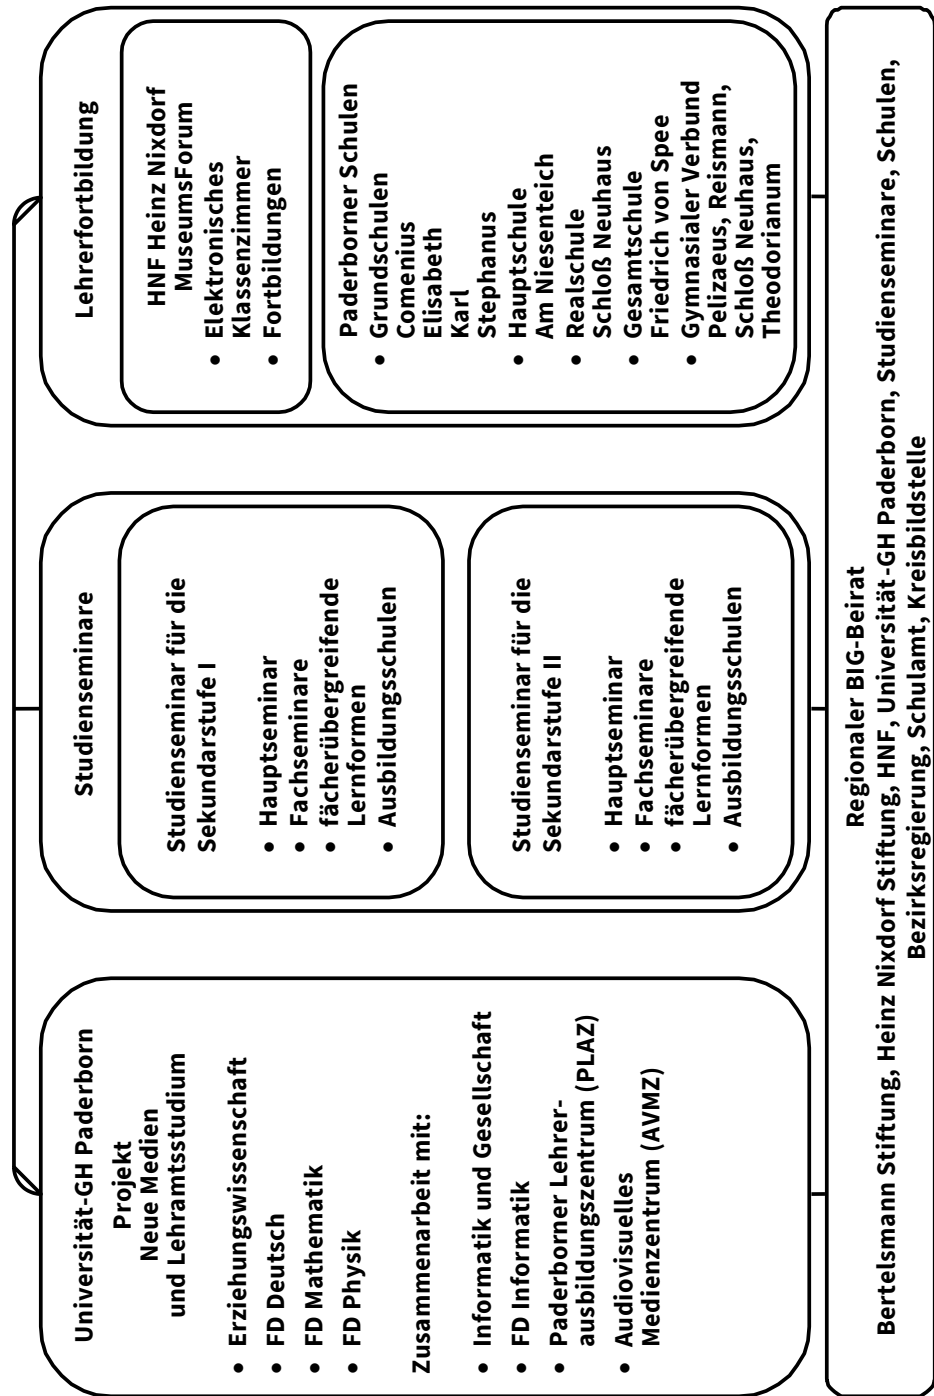 Universität-GH Paderborn
Projekt
Neue Medien
und Lehramtsstudium
• Erziehungswissenschaft
• FD Deutsch
• FD Mathematik
• FD Physik
Zusammenarbeit mit:
• Informatik und Gesellschaft
• FD Informatik
• Paderborner Lehrer-
ausbildungszentrum (PLAZ)
• Audiovisuelles
Medienzentrum (AVMZ)
Studienseminare
Studienseminar für die
Sekundarstufe I
• Hauptseminar
• Fachseminare
• fächerübergreifende
Lernformen
• Ausbildungsschulen
Studienseminar für die
Sekundarstufe II
• Hauptseminar
• Fachseminare
• fächerübergreifende
Lernformen
• Ausbildungsschulen
Lehrerfortbildung
HNF Heinz Nixdorf
MuseumsForum
• Elektronisches
Klassenzimmer
• Fortbildungen
Paderborner Schulen
• Grundschulen
Comenius
Elisabeth
Karl
Stephanus
• Hauptschule
Am Niesenteich
• Realschule
Schloß Neuhaus
• Gesamtschule
Friedrich von Spee
• Gymnasialer Verbund
Pelizaeus, Reismann,
Schloß Neuhaus,
Theodorianum
Regionaler BIG-Beirat
Bertelsmann Stiftung, Heinz Nixdorf Stiftung, HNF, Universität-GH Paderborn, Studienseminare, Schulen,
Bezirksregierung, Schulamt, Kreisbildstelle